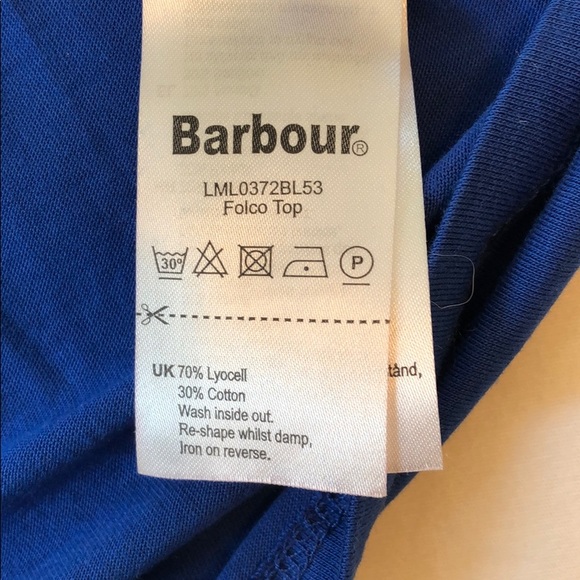 Barbour®
LML0372BL53
Folco Top
30°
P
UK 70% Lyocell
30% Cotton
Wash inside out.
Re-shape whilst damp,
Iron on reverse.
tånd,